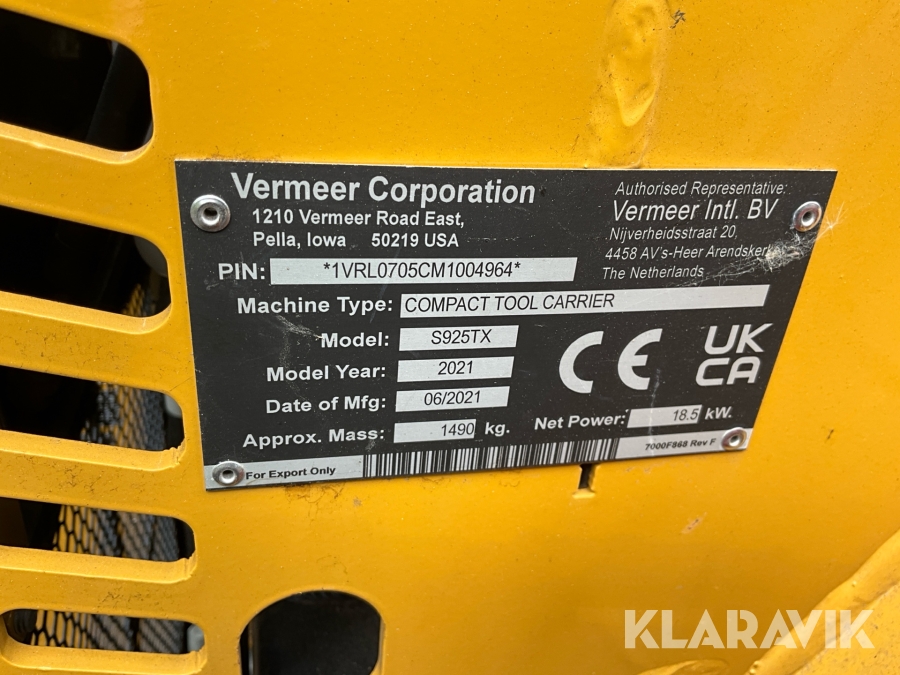 Vermeer Corporation
1210 Vermeer Road East,
Pella, Iowa 50219 USA
Authorised Representative:
Vermeer Intl. BV
Nijverheidsstraat 20,
4458 AV's-Heer Arendskerke
The Netherlands
PIN: *1VRL0705CM1004964*
Machine Type: COMPACT TOOL CARRIER
Model: S925TX
Model Year: 2021
Date of Mfg: 06/2021
Approx. Mass: 1490 kg. Net Power: 18.5 kW.
CE
UK
CA
7000F868 Rev F
For Export Only
KLARAVIK